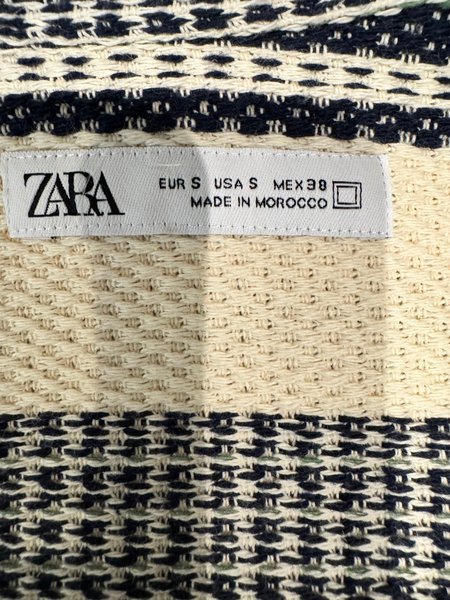 ZARA
EUR S USA S MEX 38
MADE IN MOROCCO